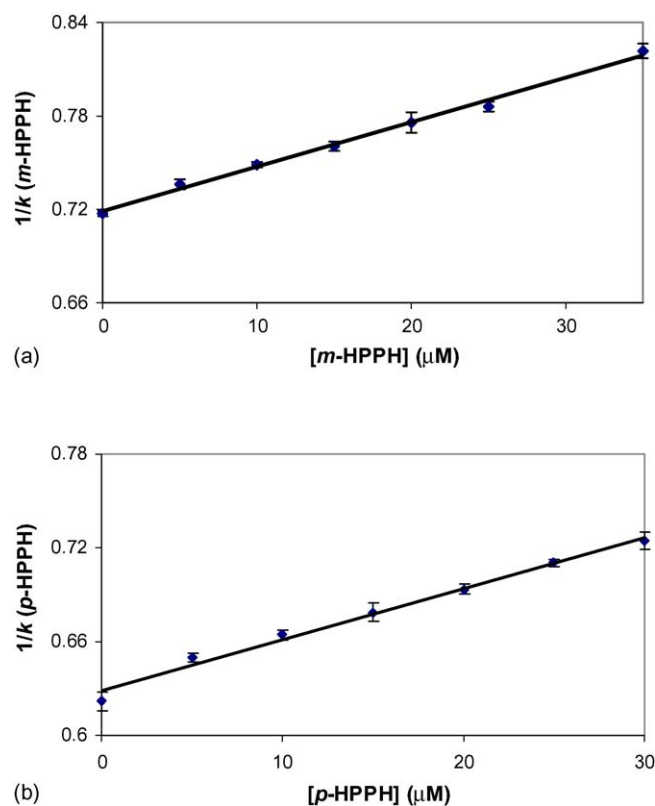 0.84
0.78
0.72
0.66
1/k (m-HPPH)
0 10 20 30
[m-HPPH] (μM)
(a)
0.78
0.72
0.66
0.6
1/k (p-HPPH)
0 10 20 30
[p-HPPH] (μM)
(b)